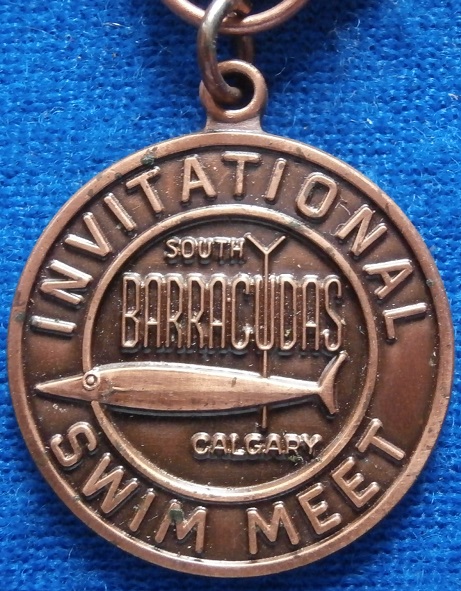 INVITATIONAL
SOUTH Y
BARRACUDAS
CALGARY
SWIM MEET